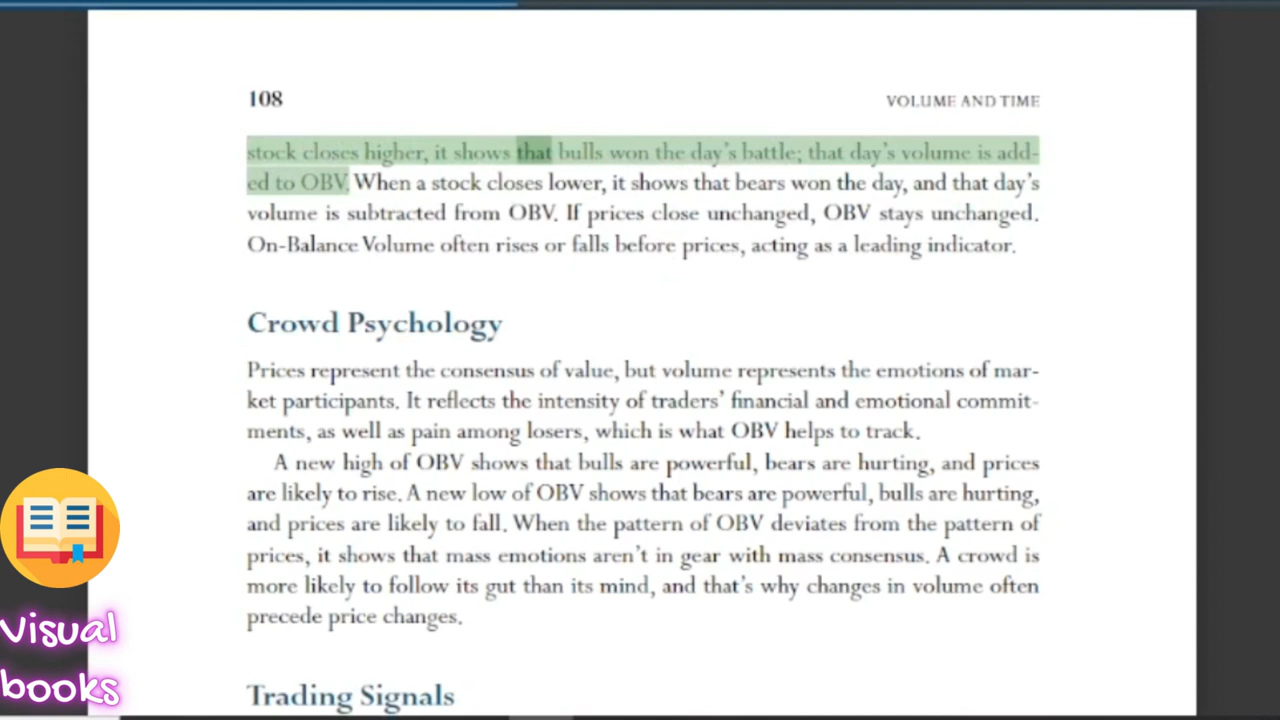 108
VOLUME AND TIME
stock closes higher, it shows that bulls won the day's battle; that day's volume is add-
ed to OBV. When a stock closes lower, it shows that bears won the day, and that day's
volume is subtracted from OBV. If prices close unchanged, OBV stays unchanged.
On-Balance Volume often rises or falls before prices, acting as a leading indicator.
Crowd Psychology
Prices represent the consensus of value, but volume represents the emotions of mar-
ket participants. It reflects the intensity of traders' financial and emotional commit-
ments, as well as pain among losers, which is what OBV helps to track.
A new high of OBV shows that bulls are powerful, bears are hurting, and prices
are likely to rise. A new low of OBV shows that bears are powerful, bulls are hurting,
and prices are likely to fall. When the pattern of OBV deviates from the pattern of
prices, it shows that mass emotions aren't in gear with mass consensus. A crowd is
more likely to follow its gut than its mind, and that's why changes in volume often
precede price changes.
Trading Signals
Visual
books